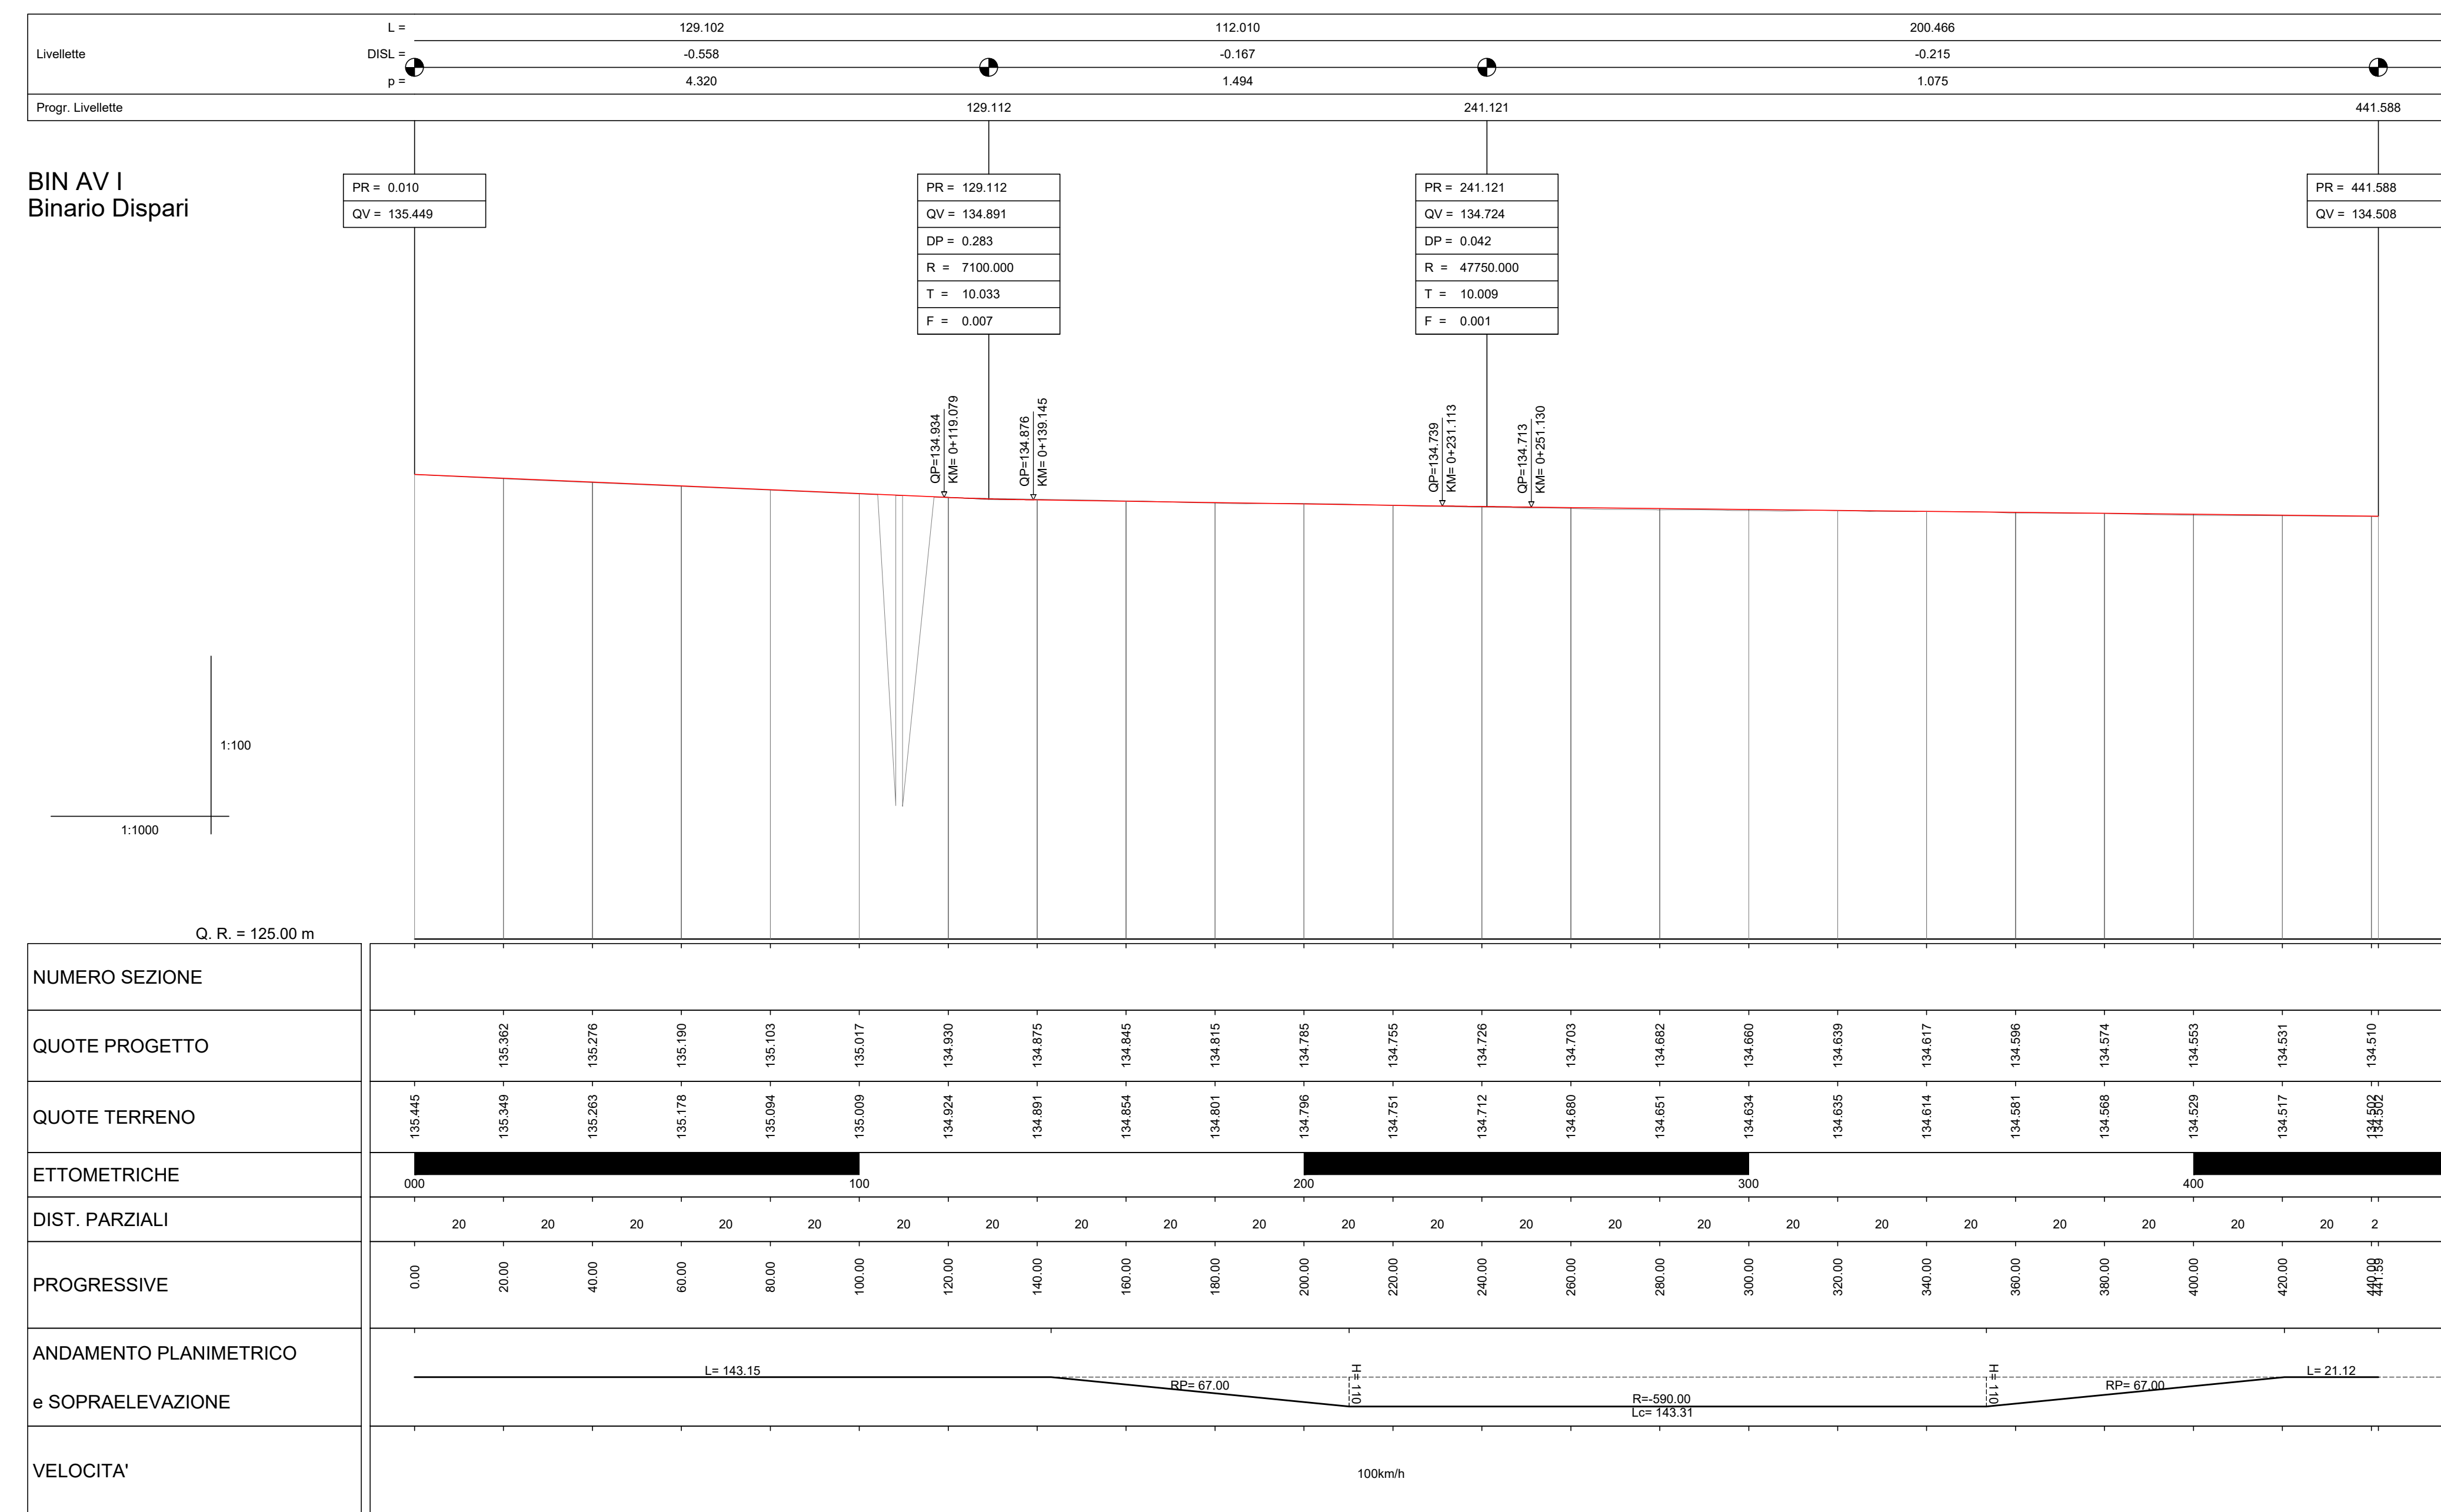 L = 129.102 112.010 200.466
Livellette DISL = -0.558 -0.167 -0.215
p = 4.320 1.494 1.075
Progr. Livellette 129.112 241.121 441.588
BIN AV I
Binario Dispari
PR = 0.010
QV = 135.449
PR = 129.112
QV = 134.891
DP = 0.283
R = 7100.000
T = 10.033
F = 0.007
PR = 241.121
QV = 134.724
DP = 0.042
R = 47750.000
T = 10.009
F = 0.001
PR = 441.588
QV = 134.508
QP=134.934
KM= 0+119.079
QP=134.876
KM= 0+139.145
QP=134.739
KM= 0+231.113
QP=134.713
KM= 0+251.130
1:100
1:1000
Q. R. = 125.00 m
NUMERO SEZIONE
QUOTE PROGETTO 135.362 135.276 135.190 135.103 135.017 134.930 134.875 134.845 134.815 134.785 134.755 134.726 134.703 134.682 134.660 134.639 134.617 134.596 134.574 134.553 134.531 134.510
QUOTE TERRENO 135.445 135.349 135.263 135.178 135.094 135.009 134.924 134.891 134.854 134.801 134.796 134.751 134.712 134.680 134.651 134.634 134.635 134.614 134.581 134.568 134.529 134.517 134.502 134.502
ETTOMETRICHE
000 100 200 300 400
DIST. PARZIALI 20 20 20 20 20 20 20 20 20 20 20 20 20 20 20 20 20 20 20 20 20 20 2
PROGRESSIVE 0.00 20.00 40.00 60.00 80.00 100.00 120.00 140.00 160.00 180.00 200.00 220.00 240.00 260.00 280.00 300.00 320.00 340.00 360.00 380.00 400.00 420.00 440.00 441.59
ANDAMENTO PLANIMETRICO
e SOPRAELEVAZIONE
L= 143.15
RP= 67.00
H= 110
R=-590.00
Lc= 143.31
H= 110
RP= 67.00
L= 21.12
VELOCITA'
100km/h